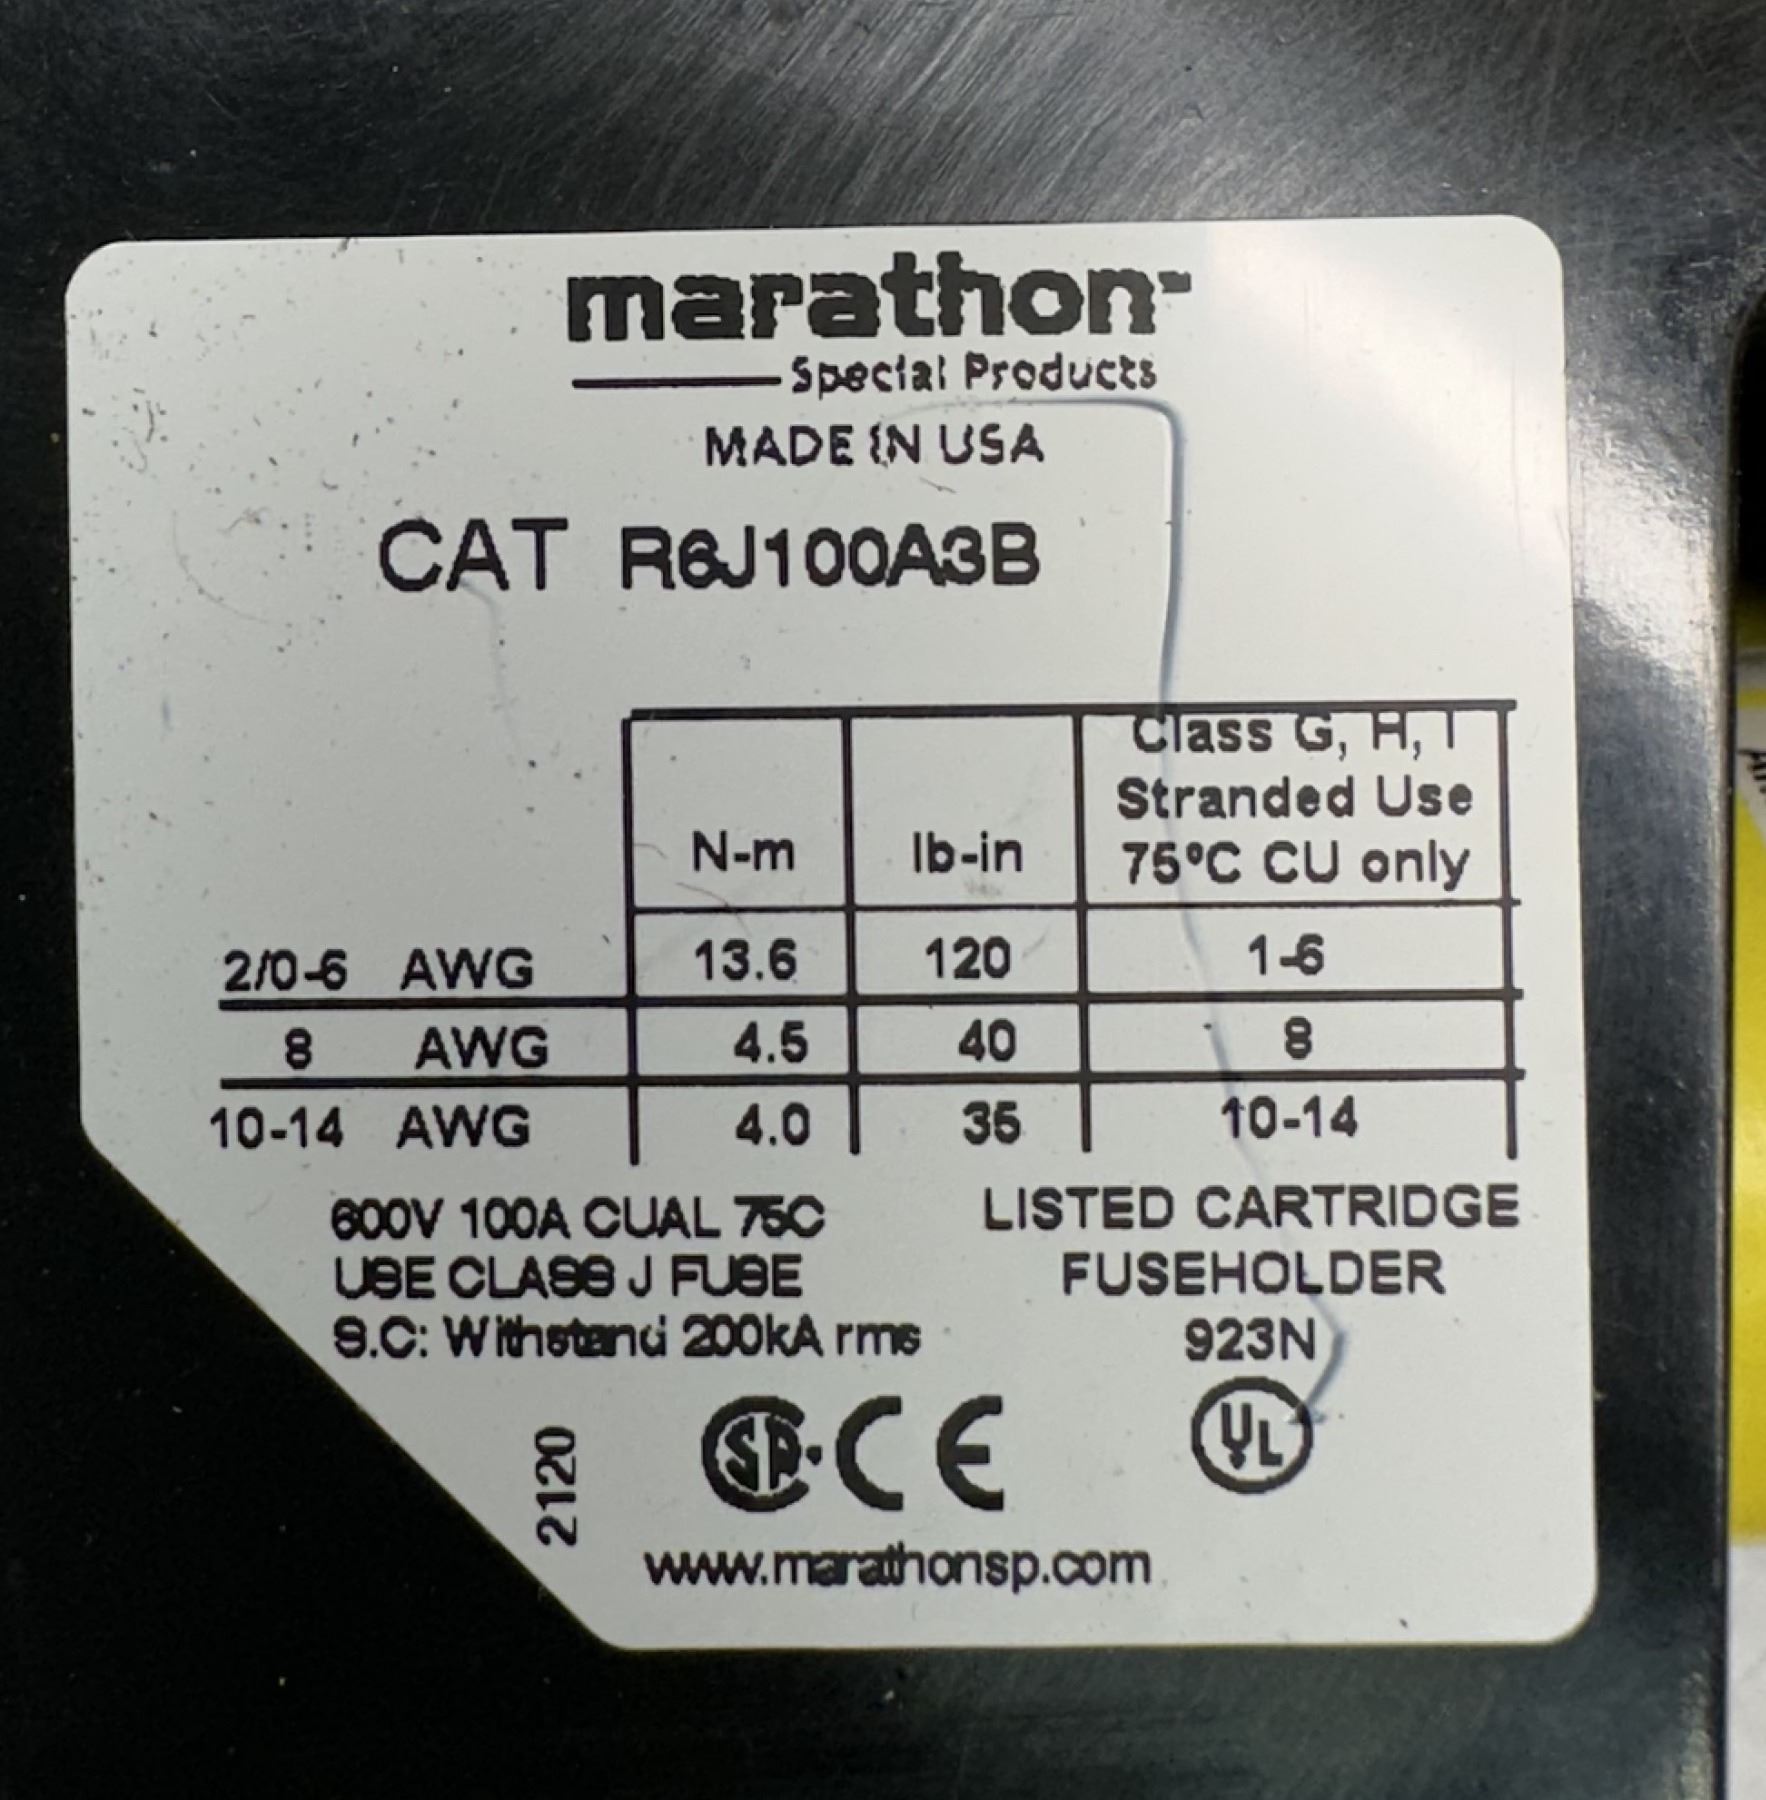 marathon
Special Products
MADE IN USA
CAT R6J100A3B
Class G, H, I
Stranded Use
N-m lb-in 75ºC CU only
2/0-6 AWG 13.6 120 1-6
8 AWG 4.5 40 8
10-14 AWG 4.0 35 10-14
600V 100A CUAL 75C
USE CLASS J FUSE
S.C: Withstand 200kA rms
LISTED CARTRIDGE
FUSEHOLDER
923N
2120
SA CE
UL
www.marathonsp.com